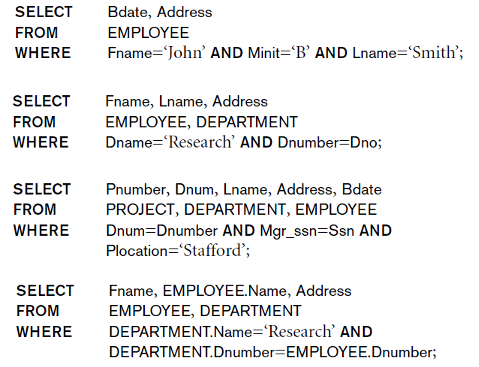 SELECT Bdate, Address
FROM EMPLOYEE
WHERE Fname=‘John’ AND Minit=‘B’ AND Lname=‘Smith’;
SELECT Fname, Lname, Address
FROM EMPLOYEE, DEPARTMENT
WHERE Dname=‘Research’ AND Dnumber=Dno;
SELECT Pnumber, Dnum, Lname, Address, Bdate
FROM PROJECT, DEPARTMENT, EMPLOYEE
WHERE Dnum=Dnumber AND Mgr_ssn=Ssn AND
Plocation=‘Stafford’;
SELECT Fname, EMPLOYEE.Name, Address
FROM EMPLOYEE, DEPARTMENT
WHERE DEPARTMENT.Name=‘Research’ AND
DEPARTMENT.Dnumber=EMPLOYEE.Dnumber;